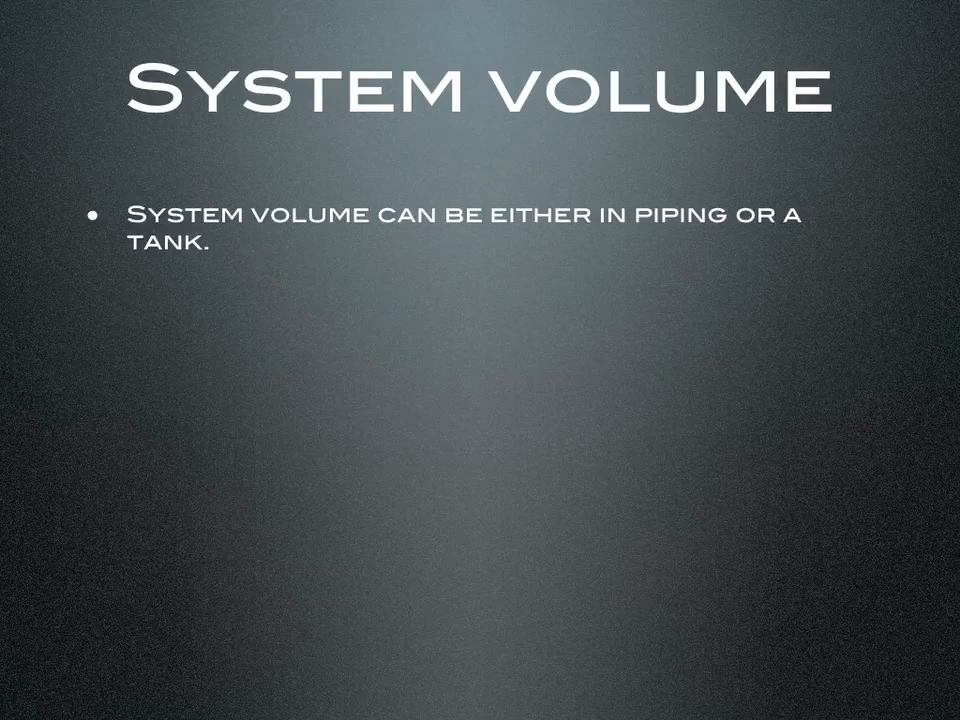 System volume
• System volume can be either in piping or a
tank.